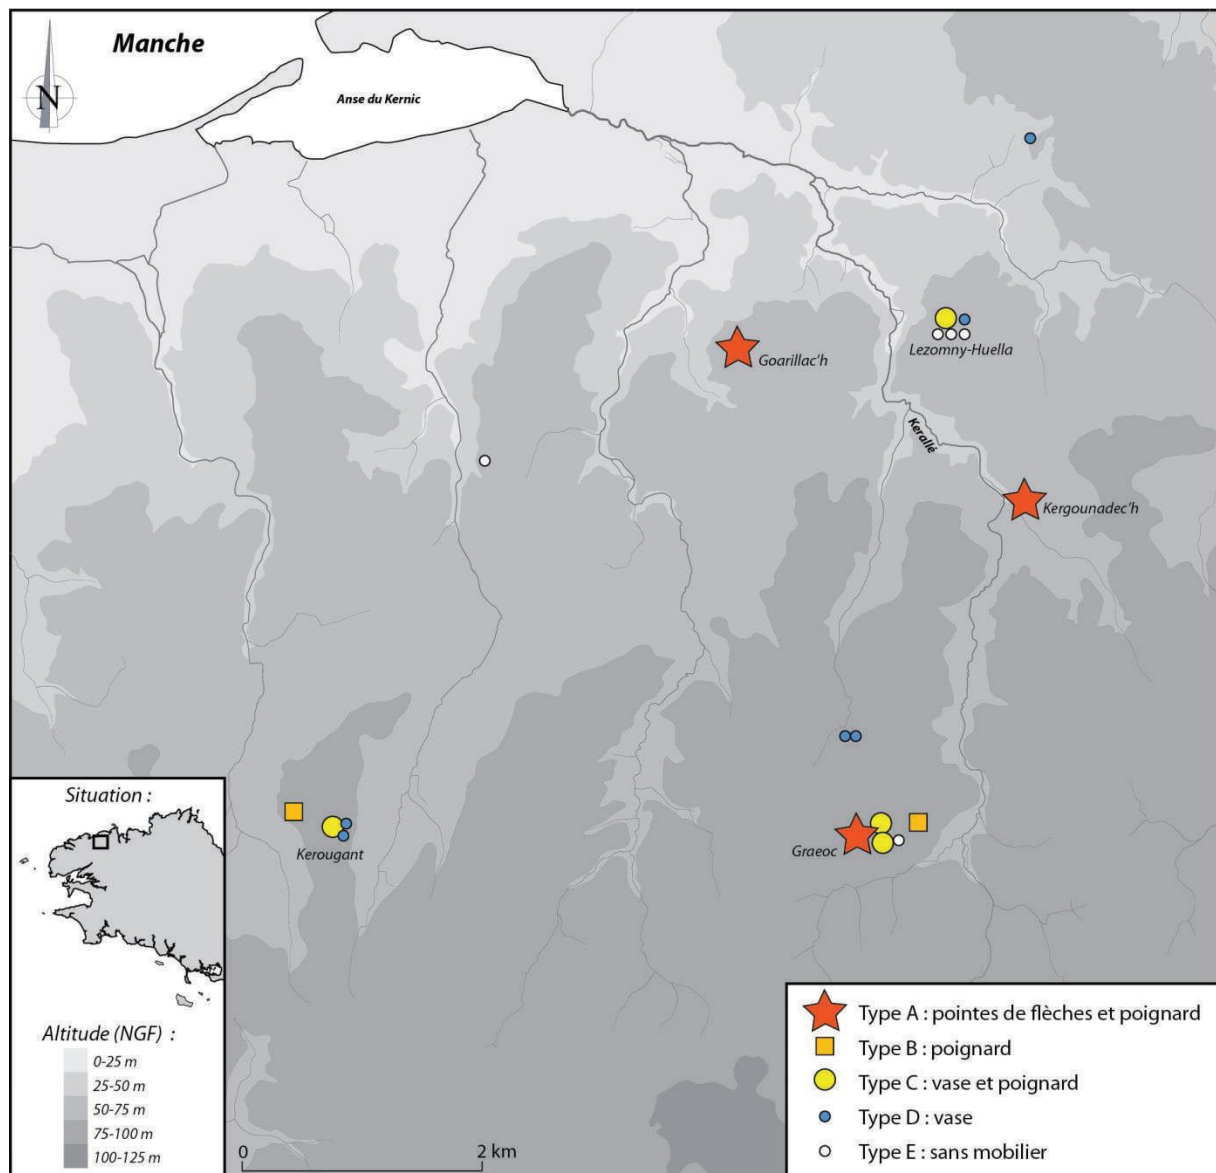 Manche
N
Anse du Kernic
Goarillac'h
Lezomny-Huella
Kerallé
Kergounadec'h
Kerougant
Graeoc
Situation :
Altitude (NGF) :
0-25 m
25-50 m
50-75 m
75-100 m
100-125 m
0
2 km
Type A : pointes de flèches et poignard
Type B : poignard
Type C : vase et poignard
Type D : vase
Type E : sans mobilier